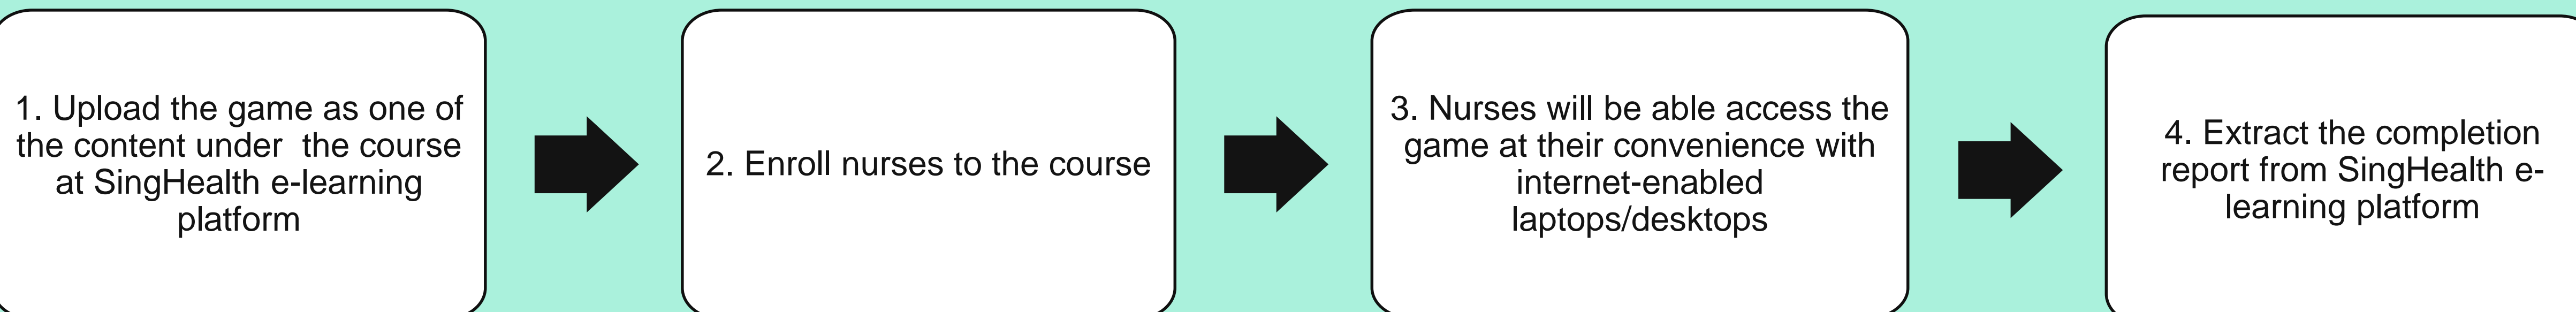 1. Upload the game as one of
the content under  the course
at SingHealth e-learning
platform
2. Enroll nurses to the course
3. Nurses will be able access the
game at their convenience with
internet-enabled
laptops/desktops
4. Extract the completion
report from SingHealth e-
learning platform